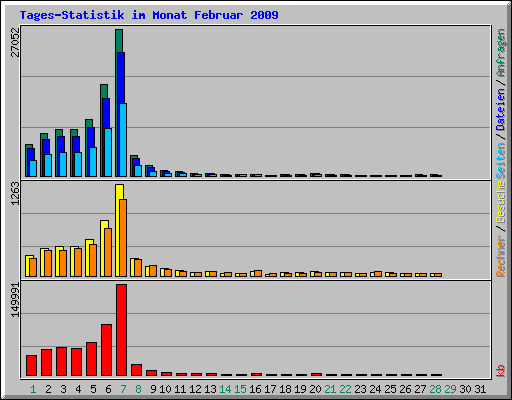 Tages-Statistik im Monat Februar 2009
27052
1263
149991
Rechner / Besuche Seiten / Dateien / Anfragen
kb
1 2 3 4 5 6 7 8 9 10 11 12 13 14 15 16 17 18 19 20 21 22 23 24 25 26 27 28 29 30 31